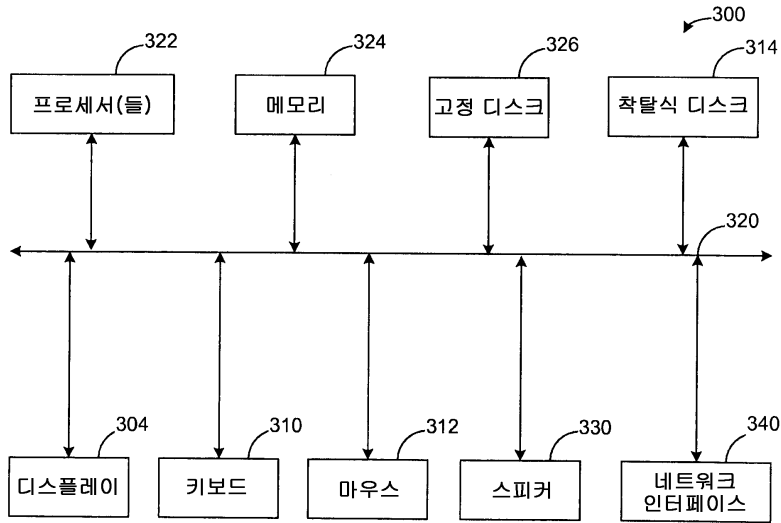 300
322
324
326
314
프로세서(들)
메모리
고정 디스크
착탈식 디스크
320
304
310
312
330
340
디스플레이
키보드
마우스
스피커
네트워크
인터페이스